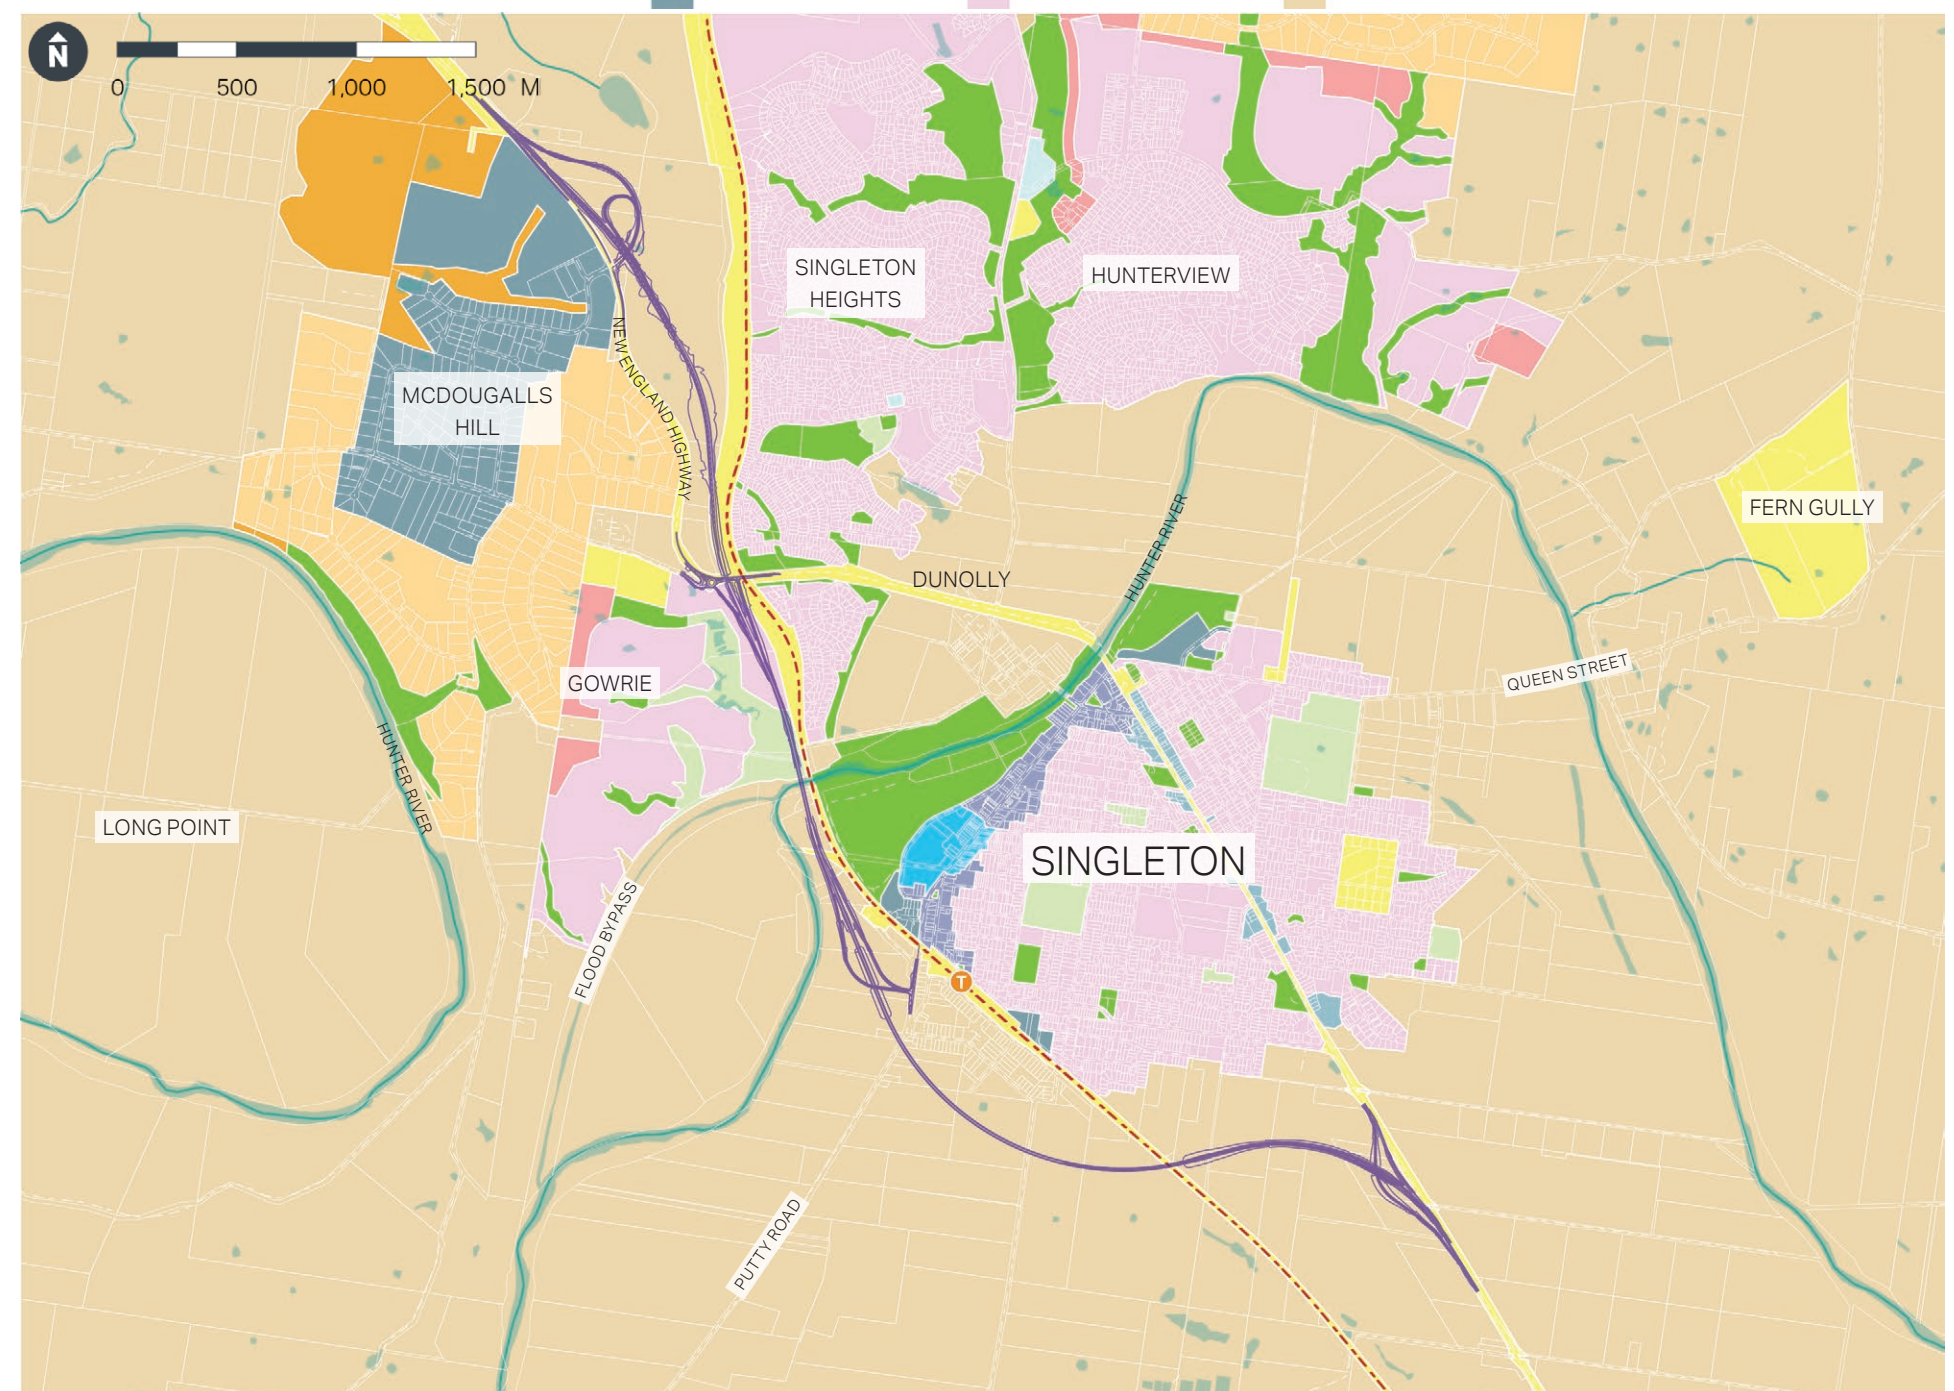 N
0 500 1,000 1,500 M
SINGLETON
HEIGHTS
HUNTERVIEW
NEW ENGLAND HIGHWAY
MCDOUGALLS
HILL
FERN GULLY
HUNTER RIVER
DUNOLLY
QUEEN STREET
GOWRIE
HUNTER RIVER
LONG POINT
SINGLETON
FLOOD BYPASS
T
PUTTY ROAD